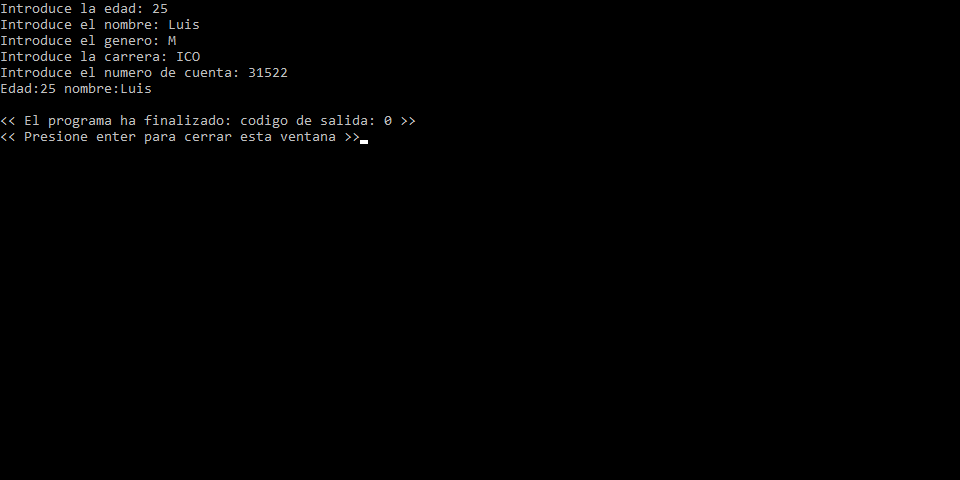 Introduce la edad: 25
Introduce el nombre: Luis
Introduce el genero: M
Introduce la carrera: ICO
Introduce el numero de cuenta: 31522
Edad:25 nombre:Luis
<< El programa ha finalizado: codigo de salida: 0 >>
<< Presione enter para cerrar esta ventana >>